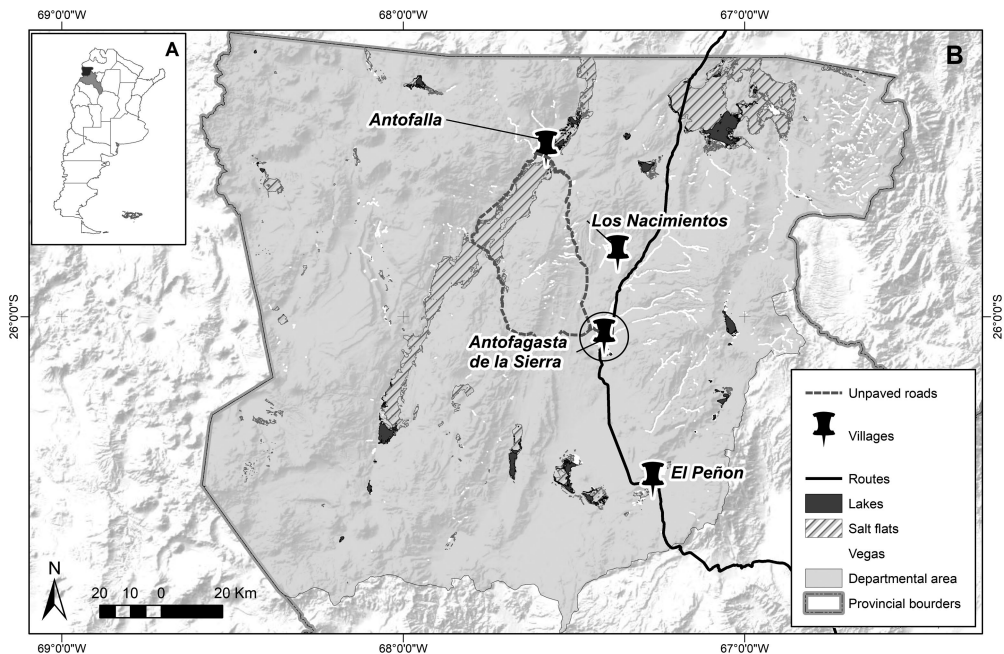 69°0'0"W
68°0'0"W
67°0'0"W
A
B
Antofalla
Los Nacimientos
26°0'0"S
26°0'0"S
Antofagasta
de la Sierra
El Peñon
Unpaved roads
Villages
Routes
Lakes
Salt flats
Vegas
Departmental area
Provincial bourders
N
20 10 0 20 Km
69°0'0"W
68°0'0"W
67°0'0"W